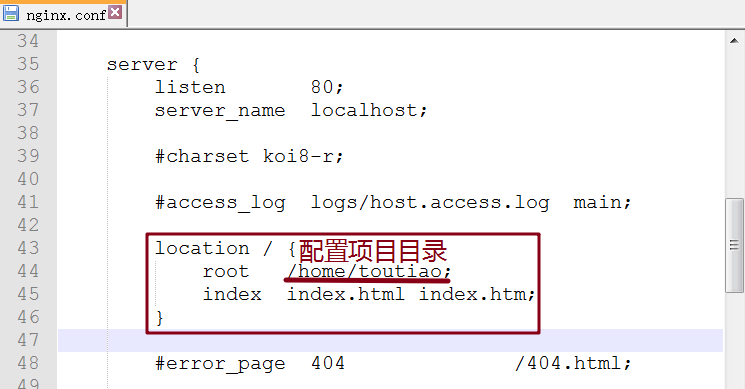 nginx.conf
34
35 server {
36 listen 80;
37 server_name localhost;
38
39 #charset koi8-r;
40
41 #access_log logs/host.access.log main;
42
43 location / {配置项目目录
44 root /home/toutiao;
45 index index.html index.htm;
46 }
47
48 #error_page 404 /404.html;
49